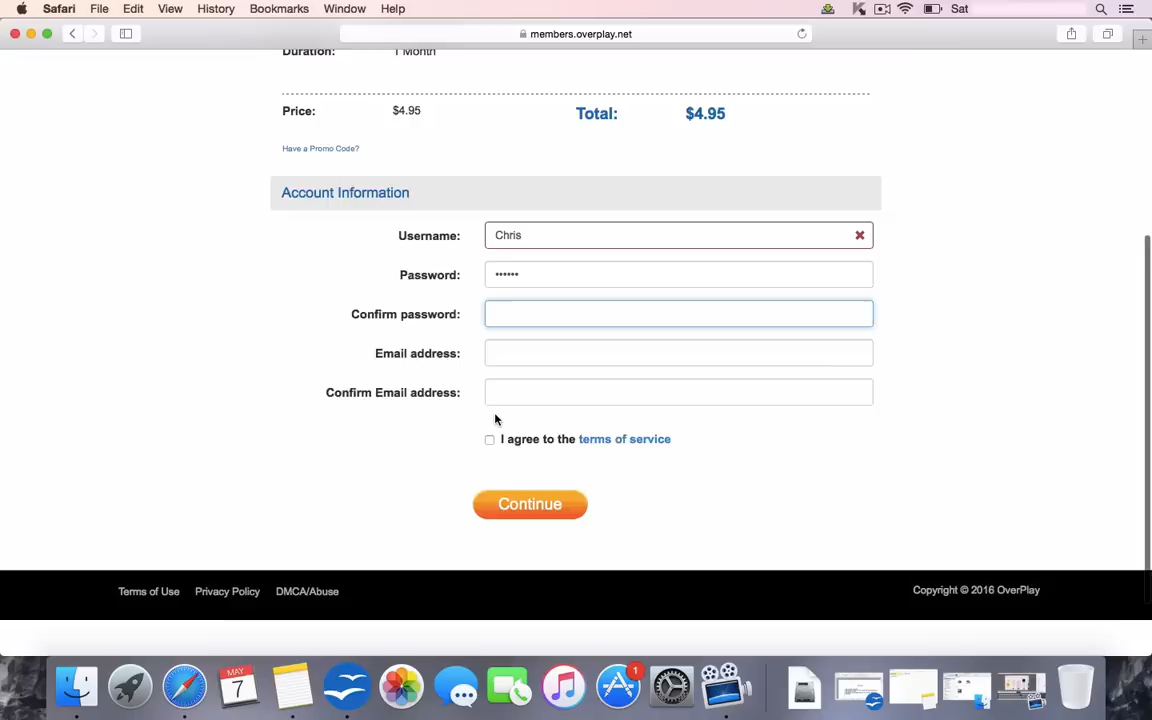 Safari File Edit View History Bookmarks Window Help Sat
members.overplay.net
Duration: 1 Month
Price: $4.95 Total: $4.95
Have a Promo Code?
Account Information
Username: Chris
Password: ••••••
Confirm password:
Email address:
Confirm Email address:
I agree to the terms of service
Continue
Terms of Use Privacy Policy DMCA/Abuse Copyright © 2016 OverPlay
MAY
7
1